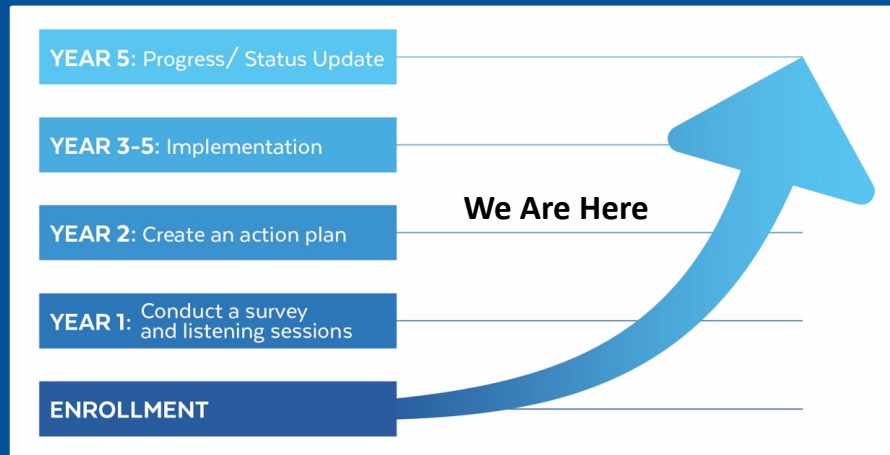 YEAR 5: Progress/ Status Update
YEAR 3-5: Implementation
We Are Here
YEAR 2: Create an action plan
YEAR 1: Conduct a survey
and listening sessions
ENROLLMENT